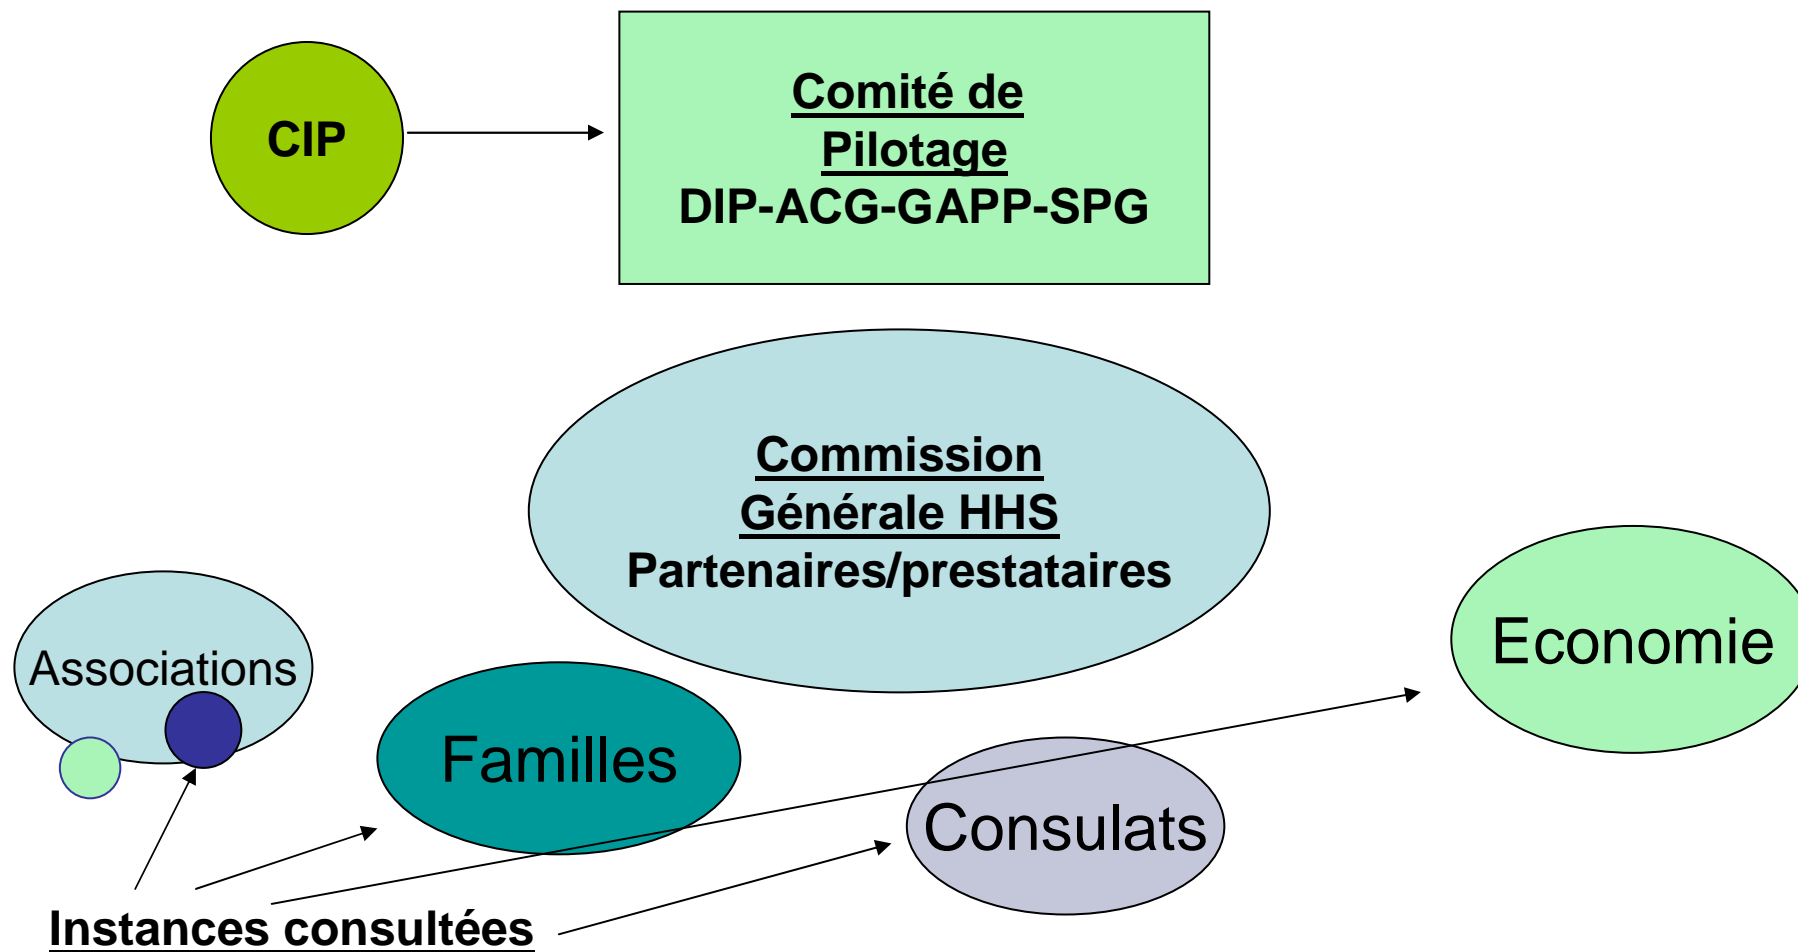 CIP
Comité de
Pilotage
DIP-ACG-GAPP-SPG
Commission
Générale HHS
Partenaires/prestataires
Associations
Familles
Consulats
Economie
Instances consultées